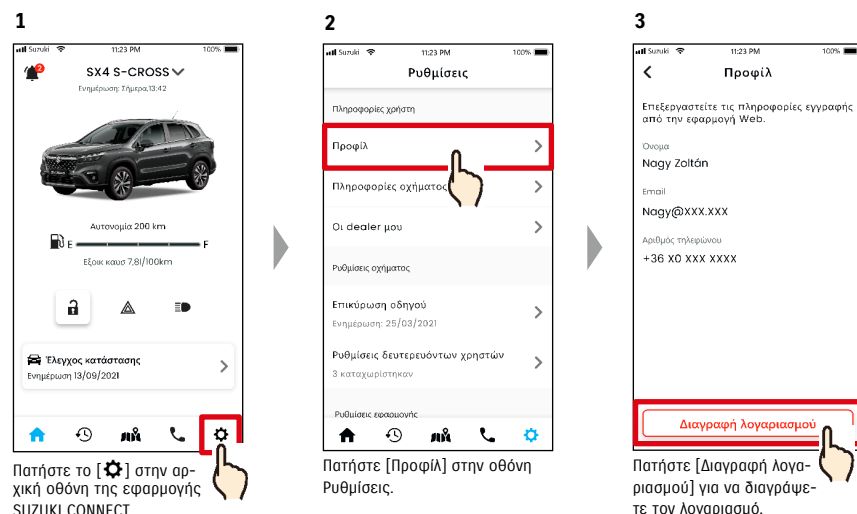 1
Suzuki 11:23 PM 100%
2
SX4 S-CROSS
Ενημέρωση: Σήμερα,13:42
Αυτονομία 200 km
E F
Εξοικ καυσ 7,8l/100km
Έλεγχος κατάστασης
Ενημέρωση 13/09/2021
Πατήστε το [ ] στην αρ-
χική οθόνη της εφαρμογής
SUZUKI CONNECT
2
Suzuki 11:23 PM 100%
Ρυθμίσεις
Πληροφορίες χρήστη
Προφίλ
Πληροφορίες οχήματος
Οι dealer μου
Ρυθμίσεις οχήματος
Επικύρωση οδηγού
Ενημέρωση: 25/03/2021
Ρυθμίσεις δευτερευόντων χρηστών
3 καταχωρίστηκαν
Ρυθμίσεις εφαρμογής
Πατήστε [Προφίλ] στην οθόνη
Ρυθμίσεις.
3
Suzuki 11:23 PM 100%
Προφίλ
Επεξεργαστείτε τις πληροφορίες εγγραφής
από την εφαρμογή Web.
Όνομα
Nagy Zoltán
Email
Nagy@XXX.XXX
Αριθμός τηλεφώνου
+36 X0 XXX XXXX
Διαγραφή λογαριασμού
Πατήστε [Διαγραφή λογα-
ριασμού] για να διαγράψε-
τε τον λογαριασμό.